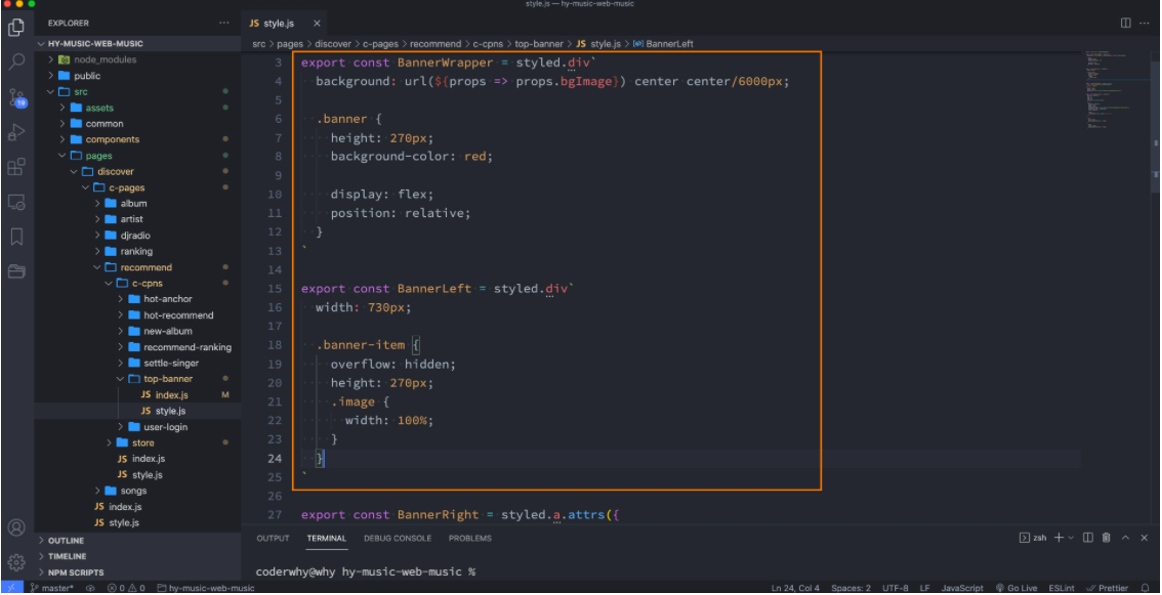 style.js — hy-music-web-music
EXPLORER
JS style.js ×
HY-MUSIC-WEB-MUSIC
src > pages > discover > c-pages > recommend > c-cpns > top-banner > JS style.js > BannerLeft
node_modules
public
src
assets
common
components
pages
discover
c-pages
album
artist
djradio
ranking
recommend
c-cpns
hot-anchor
hot-recommend
new-album
recommend-ranking
settle-singer
top-banner
JS index.js M
JS style.js
user-login
store
JS index.js
JS style.js
songs
JS index.js
JS style.js
OUTLINE
TIMELINE
NPM SCRIPTS
3 export const BannerWrapper = styled.div`
4 background: url(${props => props.bgImage}) center center/6000px;
5
6 .banner {
7 height: 270px;
8 background-color: red;
9
10 display: flex;
11 position: relative;
12 }
13 `
14
15 export const BannerLeft = styled.div`
16 width: 730px;
17
18 .banner-item {
19 overflow: hidden;
20 height: 270px;
21 .image {
22 width: 100%;
23 }
24 }
25 `
26
27 export const BannerRight = styled.a.attrs({
OUTPUT TERMINAL DEBUG CONSOLE PROBLEMS
zsh
coderwhy@why hy-music-web-music %
master* 0 0 hy-music-web-music Ln 24, Col 4 Spaces: 2 UTF-8 LF JavaScript Go Live ESLint Prettier